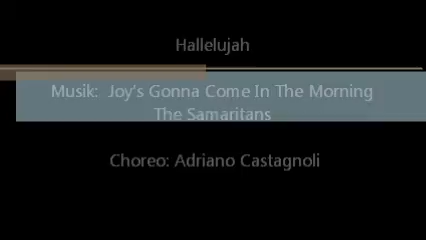 Hallelujah
Musik: Joy's Gonna Come In The Morning
The Samaritans
Choreo: Adriano Castagnoli